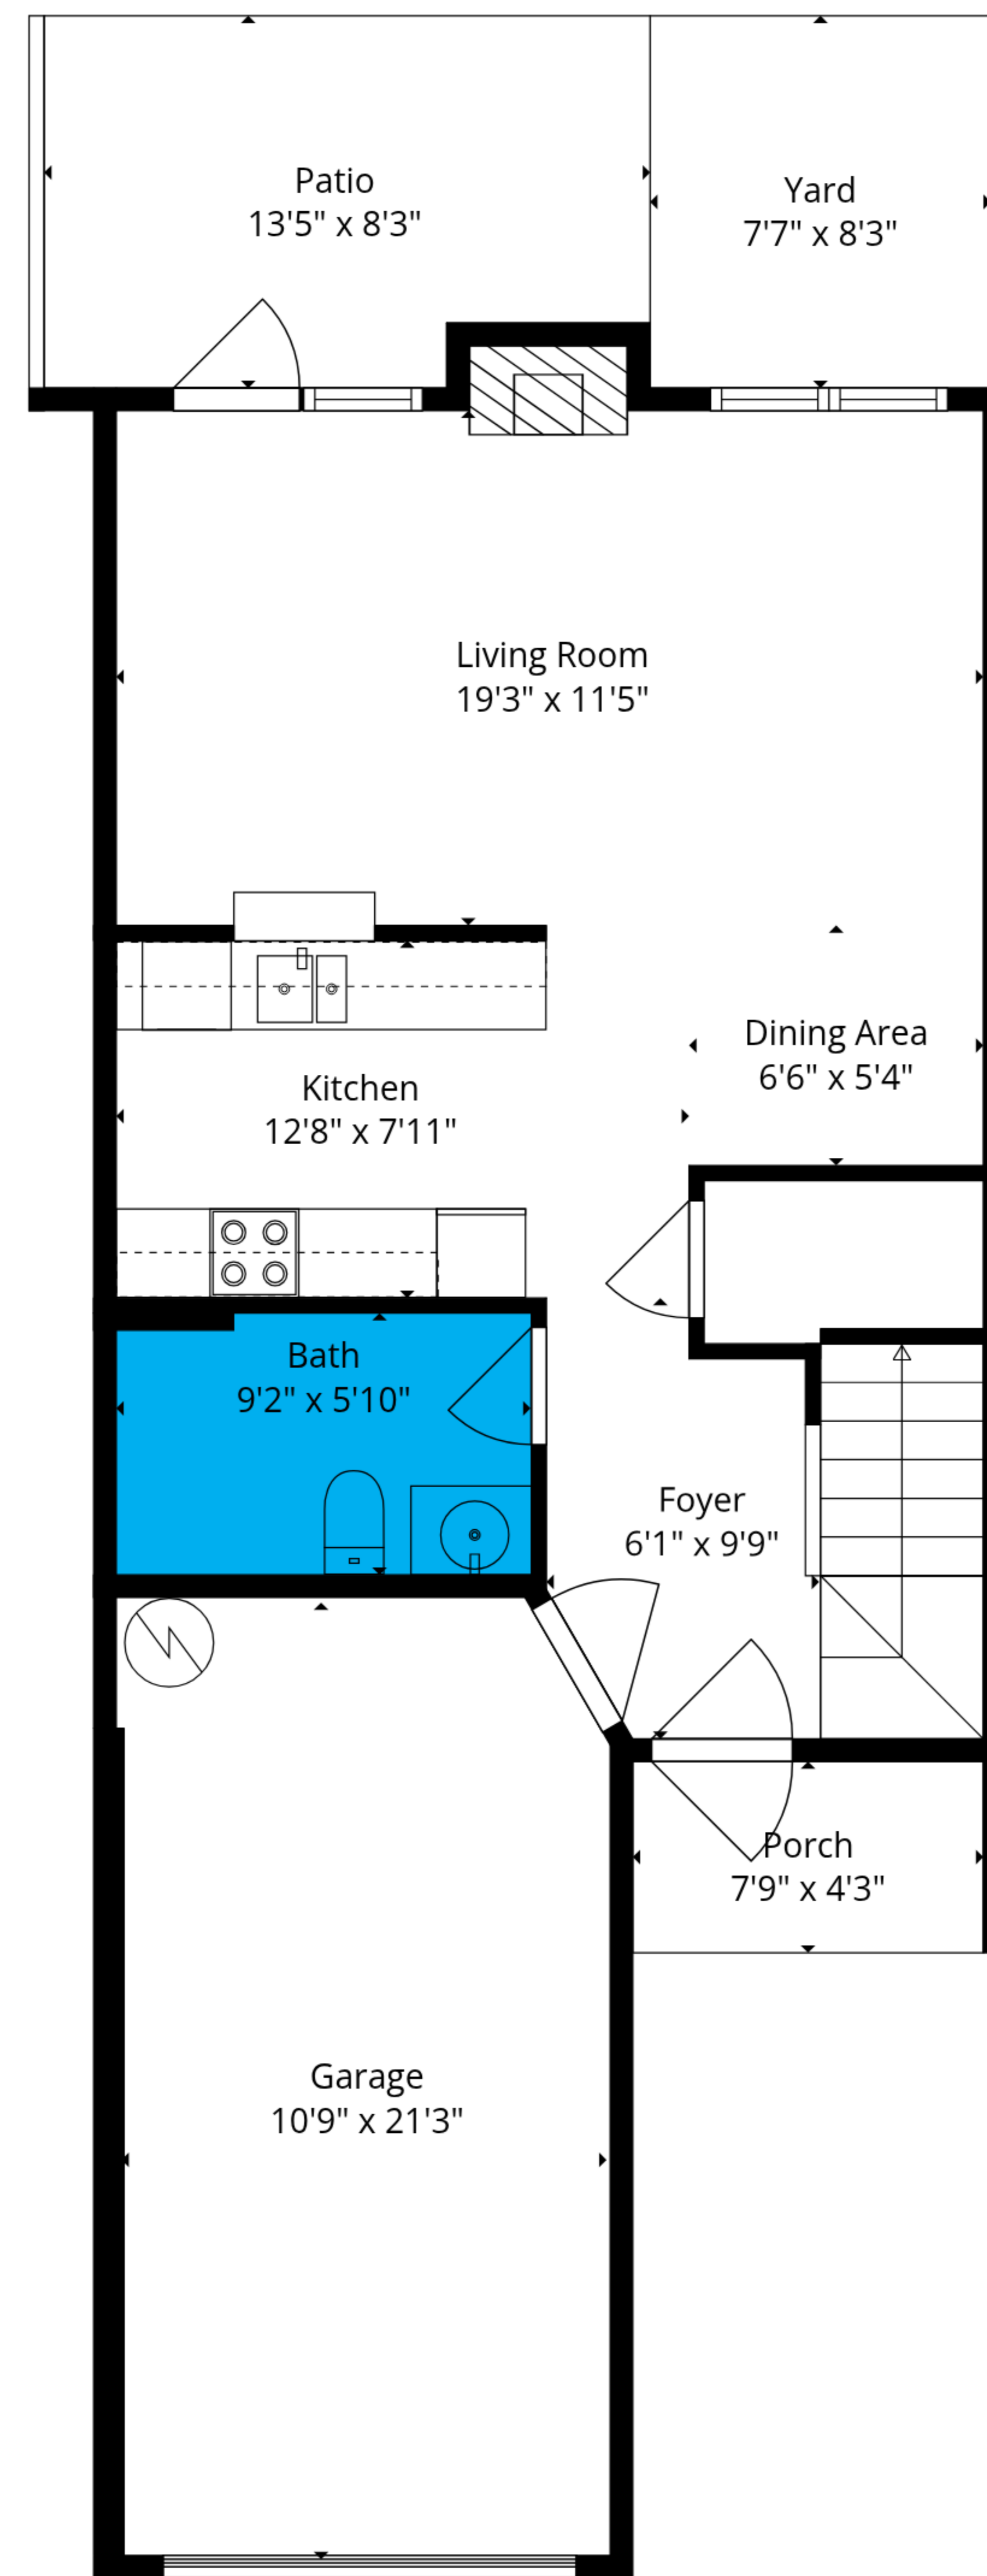 Patio
13'5" x 8'3"
Yard
7'7" x 8'3"
Living Room
19'3" x 11'5"
Dining Area
6'6" x 5'4"
Kitchen
12'8" x 7'11"
Bath
9'2" x 5'10"
Foyer
6'1" x 9'9"
Porch
7'9" x 4'3"
Garage
10'9" x 21'3"